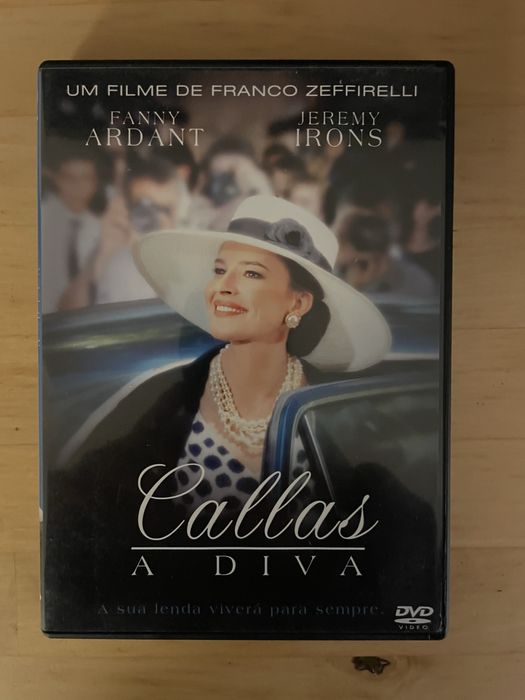 UM FILME DE FRANCO ZEFFIRELLI
FANNY ARDANT
JEREMY IRONS
Callas
A DIVA
A sua lenda viverá para sempre.
DVD
VIDEO